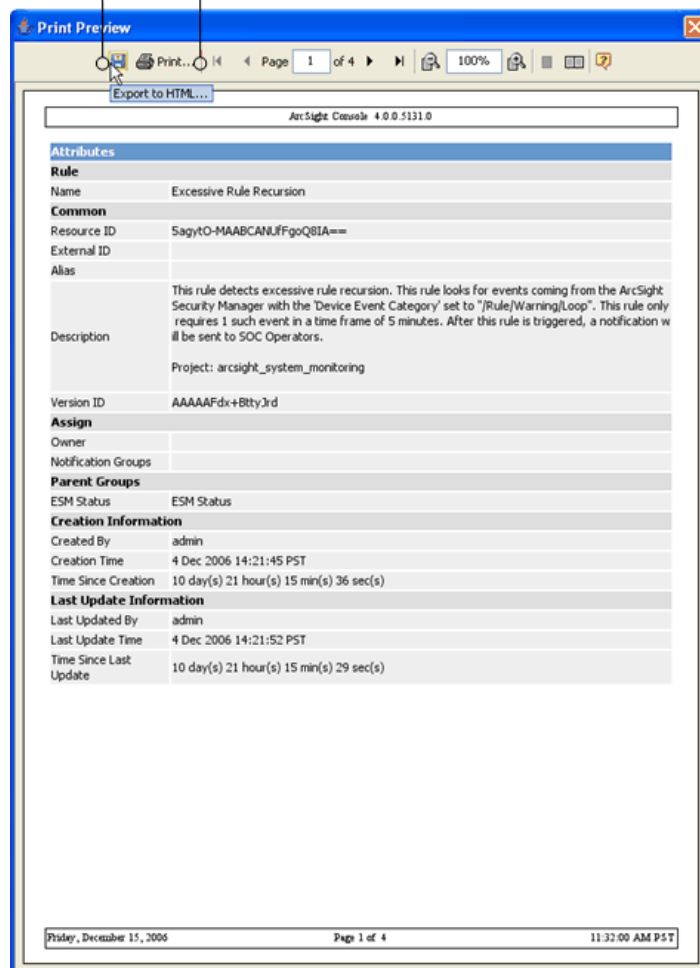 Print Preview
Print... Page 1 of 4 100%
Export to HTML...
ArcSight Console 4.0.0.5131.0
Attributes
Rule
Name Excessive Rule Recursion
Common
Resource ID 5agytO-MAABCANUfFgoQ8IA==
External ID
Alias
This rule detects excessive rule recursion. This rule looks for events coming from the ArcSight
Security Manager with the 'Device Event Category' set to "/Rule/Warning/Loop". This rule only
requires 1 such event in a time frame of 5 minutes. After this rule is triggered, a notification w
Description ill be sent to SOC Operators.
Project: arcsight_system_monitoring
Version ID AAAAAFdx+BttyJrd
Assign
Owner
Notification Groups
Parent Groups
ESM Status ESM Status
Creation Information
Created By admin
Creation Time 4 Dec 2006 14:21:45 PST
Time Since Creation 10 day(s) 21 hour(s) 15 min(s) 36 sec(s)
Last Update Information
Last Updated By admin
Last Update Time 4 Dec 2006 14:21:52 PST
Time Since Last
Update 10 day(s) 21 hour(s) 15 min(s) 29 sec(s)
Friday, December 15, 2006 Page 1 of 4 11:32:00 AM PST